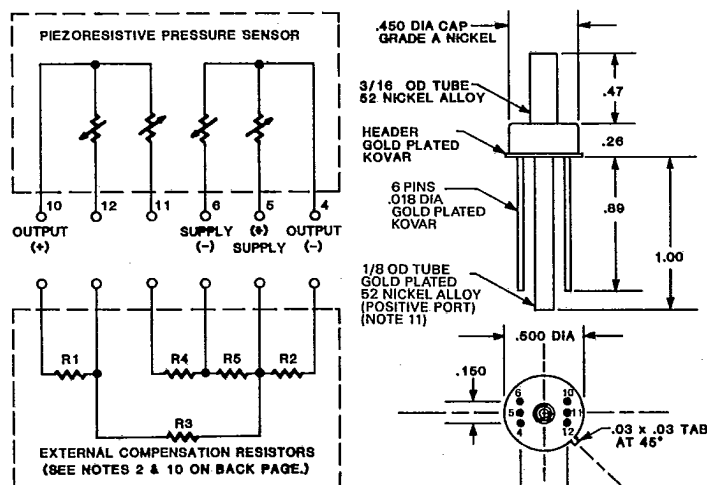 PIEZORESISTIVE PRESSURE SENSOR
10
12
11
6
5
4
OUTPUT
(+)
SUPPLY
(-)
(+)
SUPPLY
OUTPUT
(-)
R1
R4
R5
R2
R3
EXTERNAL COMPENSATION RESISTORS
(SEE NOTES 2 & 10 ON BACK PAGE.)
.450 DIA CAP
GRADE A NICKEL
3/16 OD TUBE
52 NICKEL ALLOY
.47
HEADER
GOLD PLATED
KOVAR
.26
6 PINS
.018 DIA
GOLD PLATED
KOVAR
.89
1.00
1/8 OD TUBE
GOLD PLATED
52 NICKEL ALLOY
(POSITIVE PORT)
(NOTE 11)
.500 DIA
.150
6
10
5
11
4
12
.03 x .03 TAB
AT 45°